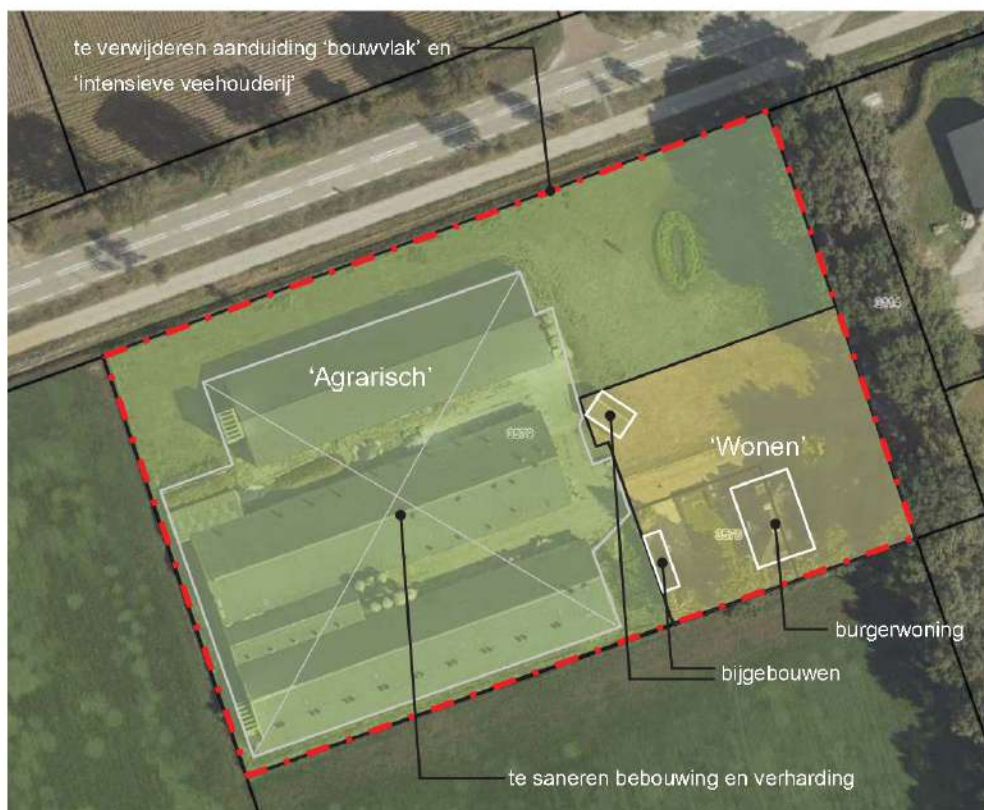 te verwijderen aanduiding 'bouwvlak' en
'intensieve veehouderij'
'Agrarisch'
'Wonen'
burgerwoning
bijgebouwen
te saneren bebouwing en verharding